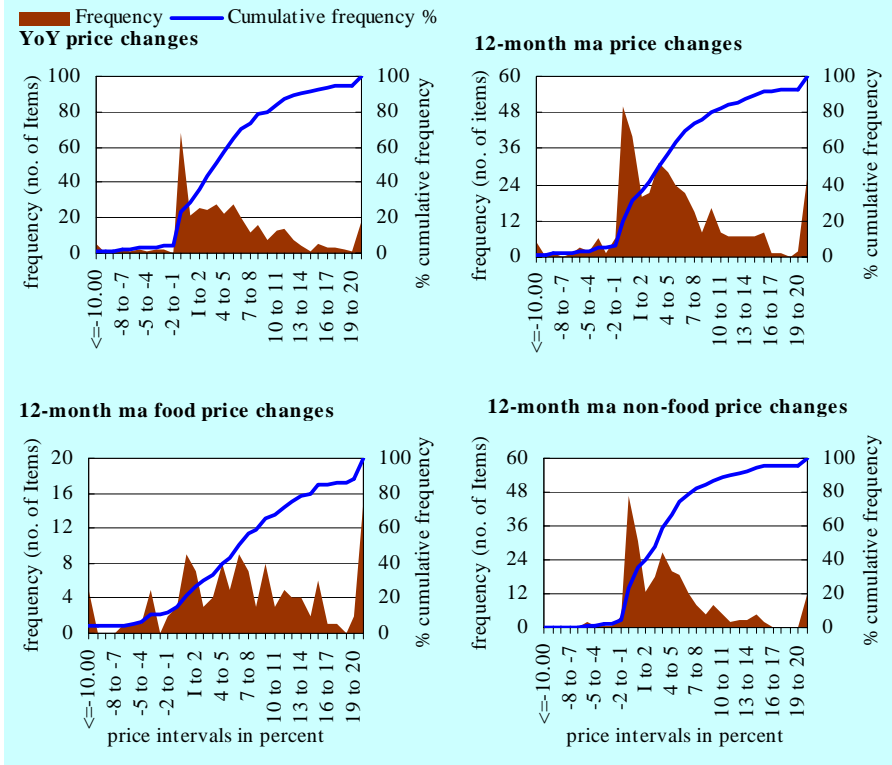 Frequency Cumulative frequency %
YoY price changes
frequency (no. of Items)
100
80
60
40
20
0
100
80
60
40
20
0
% cumulative frequency
<=-10.00
-8 to -7
-5 to -4
-2 to -1
I to 2
4 to 5
7 to 8
10 to 11
13 to 14
16 to 17
19 to 20
12-month ma price changes
frequency (no. of items)
60
48
36
24
12
0
100
80
60
40
20
0
% cumulative frequency
<=-10.00
-8 to -7
-5 to -4
-2 to -1
I to 2
4 to 5
7 to 8
10 to 11
13 to 14
16 to 17
19 to 20
12-month ma food price changes
frequency (no. of Items)
20
16
12
8
4
0
100
80
60
40
20
0
% cumulative frequency
<=-10.00
-8 to -7
-5 to -4
-2 to -1
I to 2
4 to 5
7 to 8
10 to 11
13 to 14
16 to 17
19 to 20
price intervals in percent
12-month ma non-food price changes
frequency (no. of Items)
60
48
36
24
12
0
100
80
60
40
20
0
% cumulative frequency
<=-10.00
-8 to -7
-5 to -4
-2 to -1
I to 2
4 to 5
7 to 8
10 to 11
13 to 14
16 to 17
19 to 20
price intervals in percent